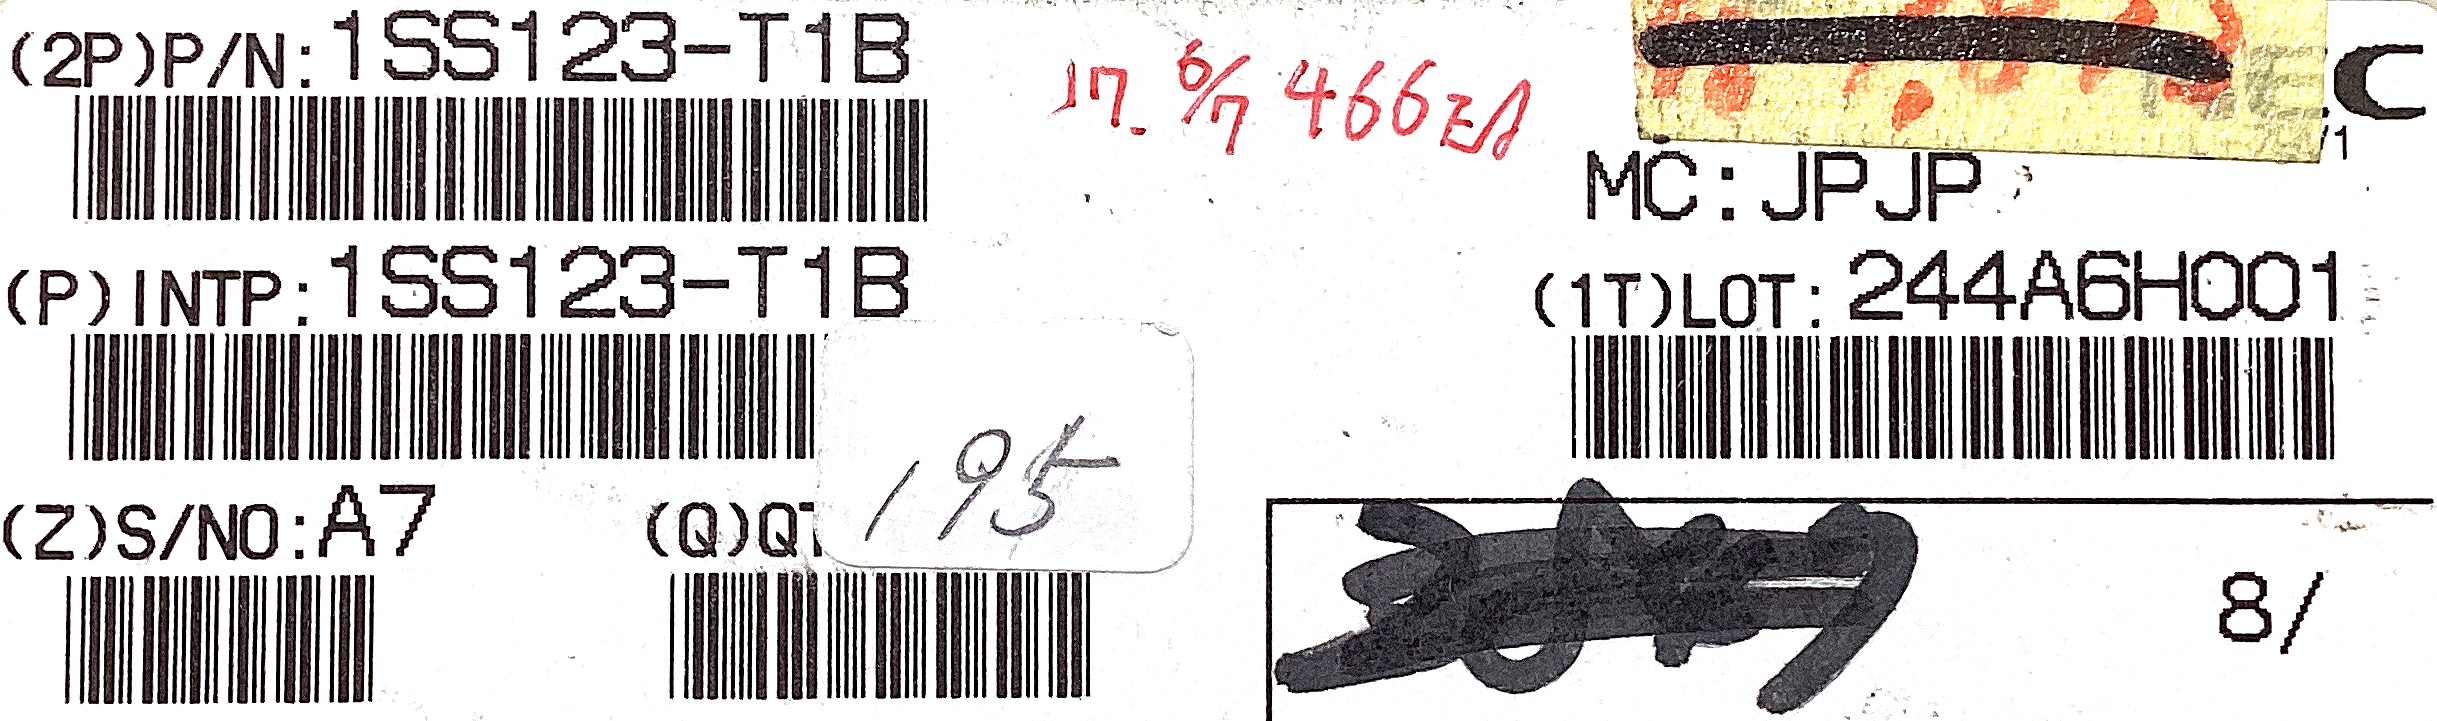 (2P)P/N:1SS123-T1B
17. 6/7 466
C
/1
MC:JPJP
(P)INTP:1SS123-T1B
(1T)LOT:244A6H001
195
(Z)S/NO:A7
(Q)QT
8/